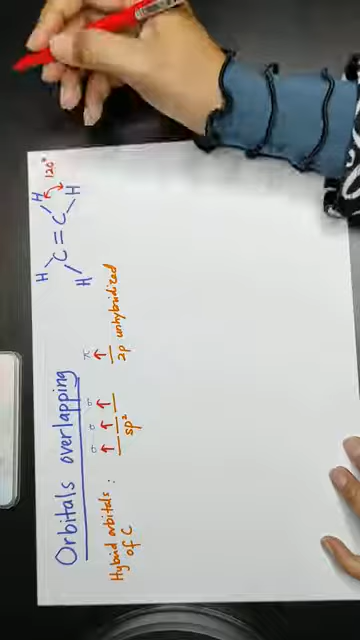 Orbitals overlapping
H H
C = C
H H
120°
σ σ σ π
Hybrid orbitals :
of C
sp² 2p unhybridized